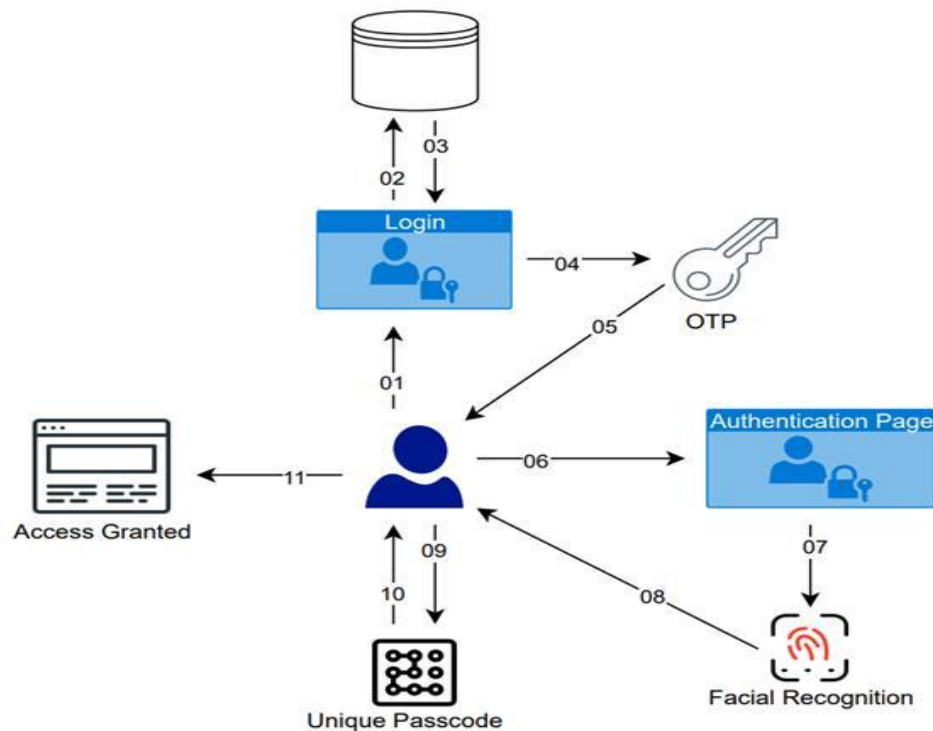 03
02
Login
04
OTP
05
01
Authentication Page
06
11
Access Granted
09
07
10
08
Facial Recognition
Unique Passcode